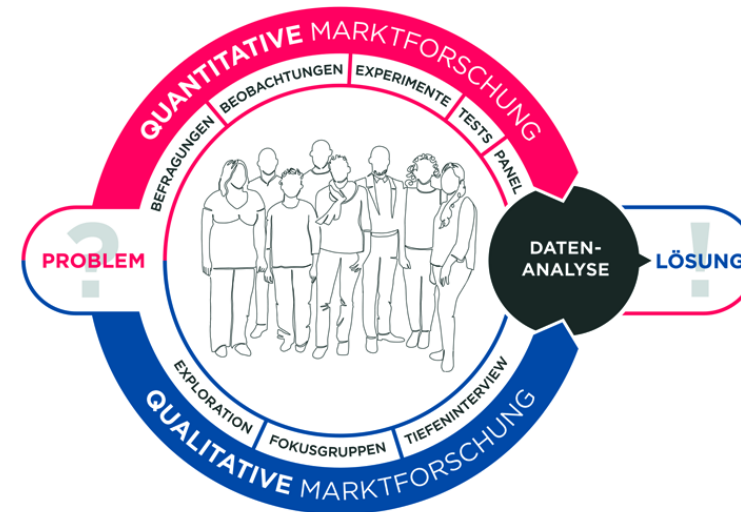 QUANTITATIVE MARKTFORSCHUNG
BEFRAGUNGEN
BEOBACHTUNGEN
EXPERIMENTE
TESTS
PANEL
?
PROBLEM
DATEN-
ANALYSE
!
LÖSUNG
EXPLORATION
FOKUSGRUPPEN
TIEFENINTERVIEW
QUALITATIVE MARKTFORSCHUNG